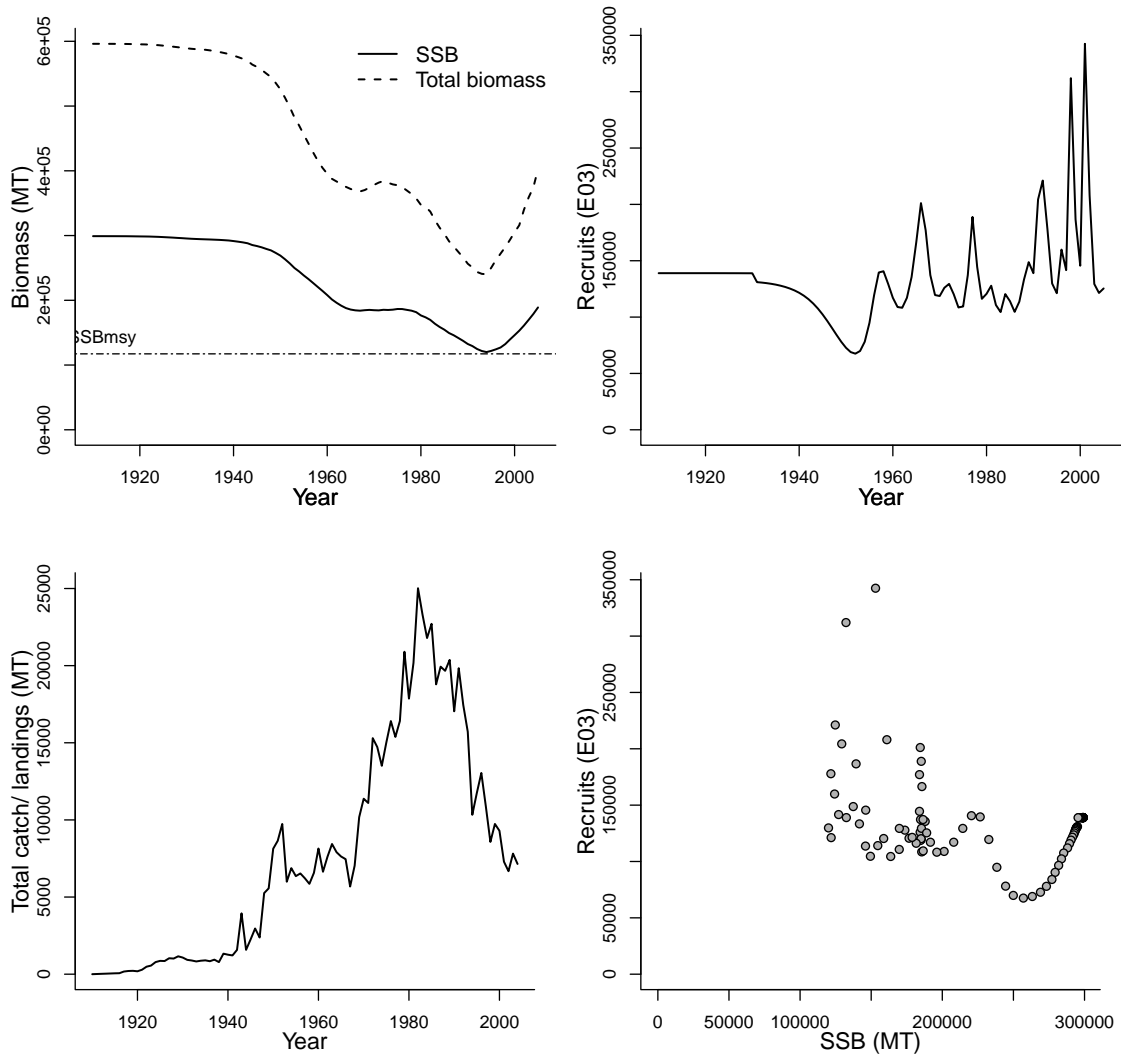 SSB
Total biomass
SSBmsy
Biomass (MT)
0e+00 2e+05 4e+05 6e+05
1920 1940 1960 1980 2000
Year
Recruits (E03)
0 50000 150000 250000 350000
1920 1940 1960 1980 2000
Year
Total catch/ landings (MT)
0 5000 10000 15000 20000 25000
1920 1940 1960 1980 2000
Year
Recruits (E03)
0 50000 150000 250000 350000
0 50000 100000 200000 300000
SSB (MT)